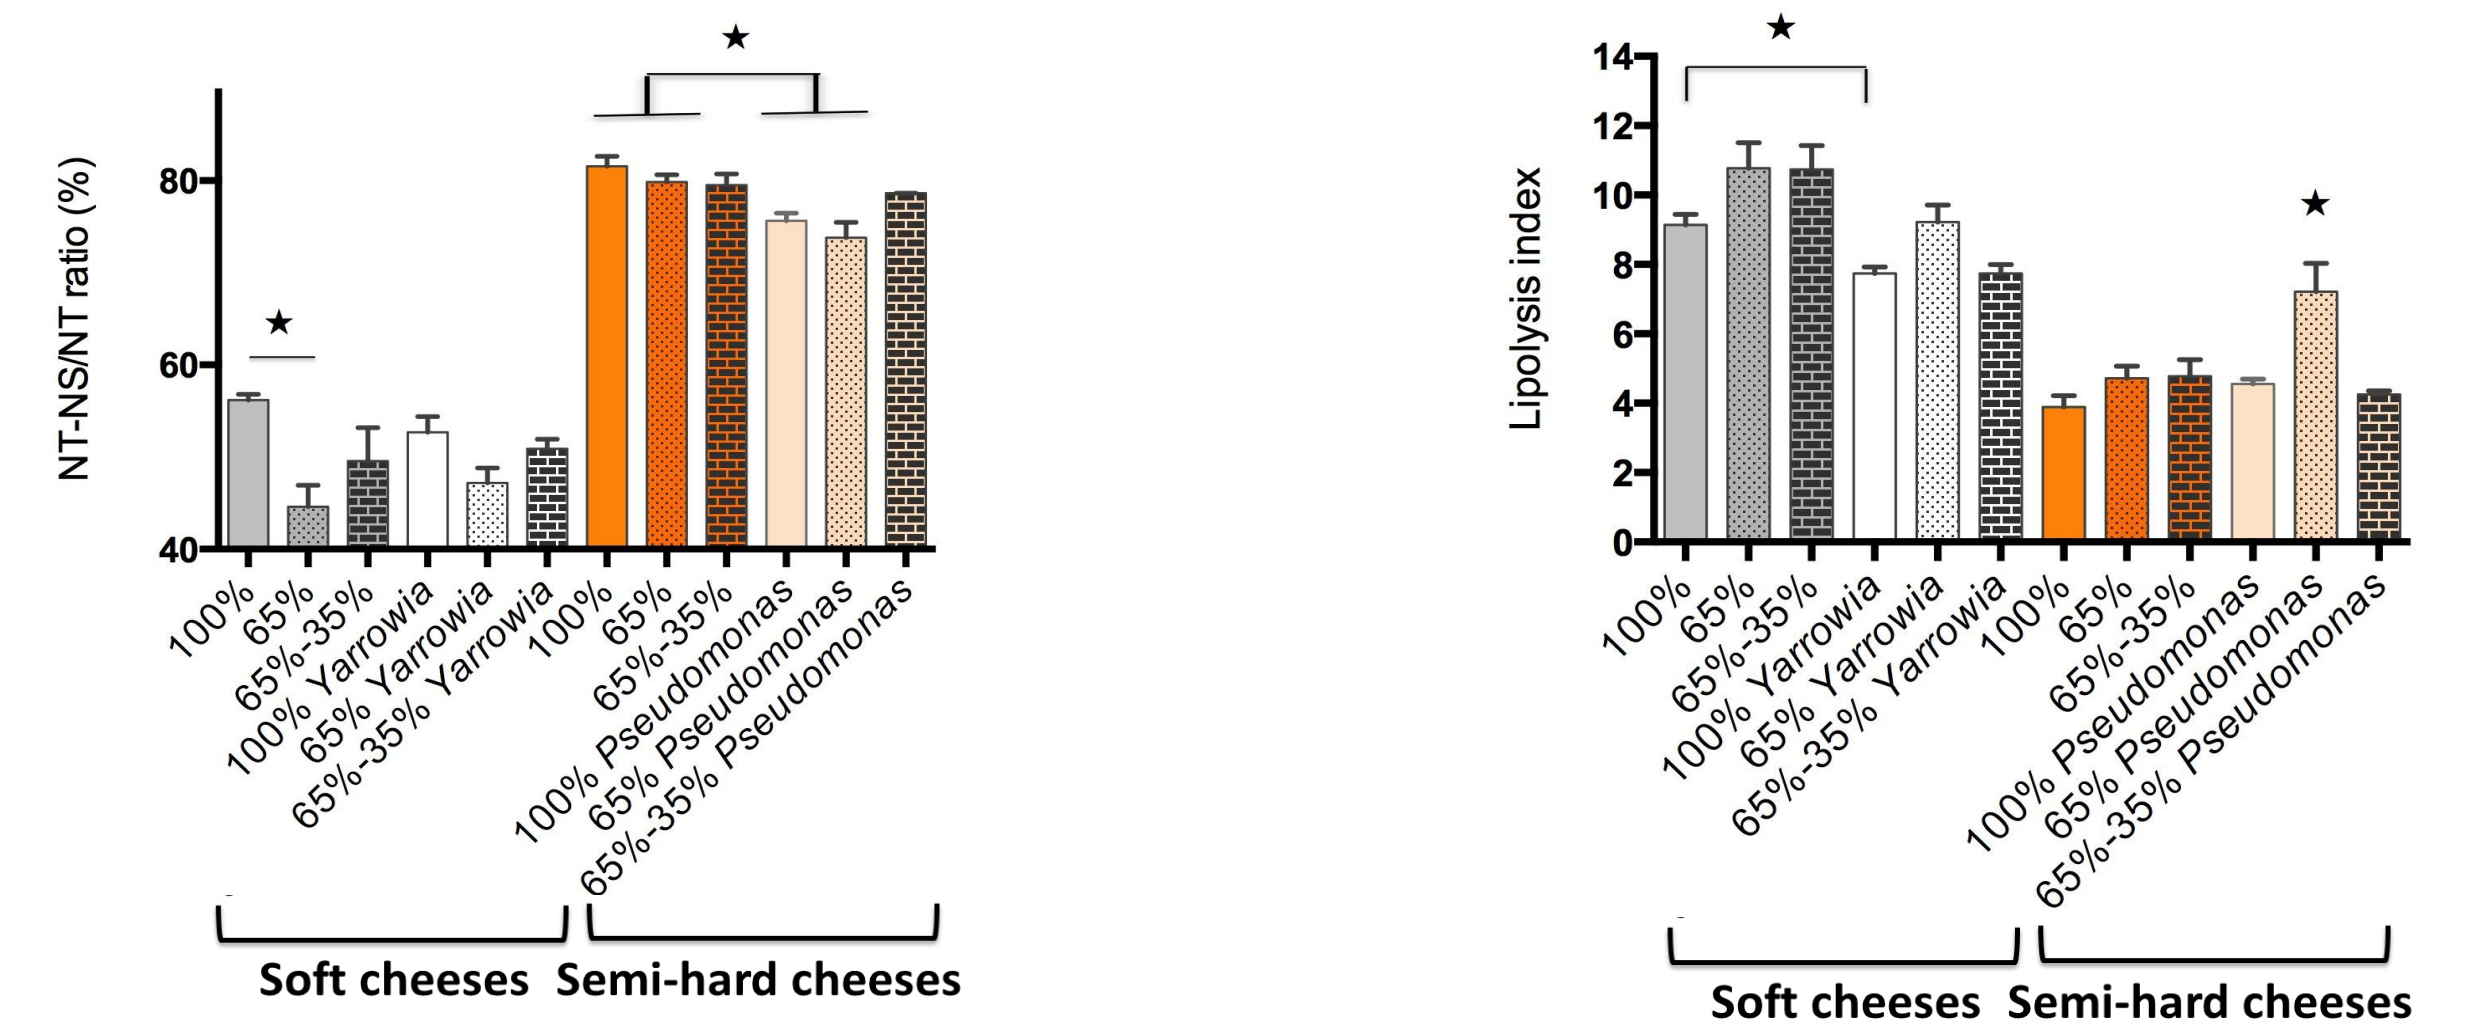 NT-NS/NT ratio (%)
80
60
40
★
★
100%
65%
65%-35%
100% Yarrowia
65% Yarrowia
65%-35% Yarrowia
100%
65%
65%-35%
100% Pseudomonas
65% Pseudomonas
65%-35% Pseudomonas
Soft cheeses
Semi-hard cheeses
Lipolysis index
14
12
10
8
6
4
2
0
★
★
100%
65%
65%-35%
100% Yarrowia
65% Yarrowia
65%-35% Yarrowia
100%
65%
65%-35%
100% Pseudomonas
65% Pseudomonas
65%-35% Pseudomonas
Soft cheeses
Semi-hard cheeses